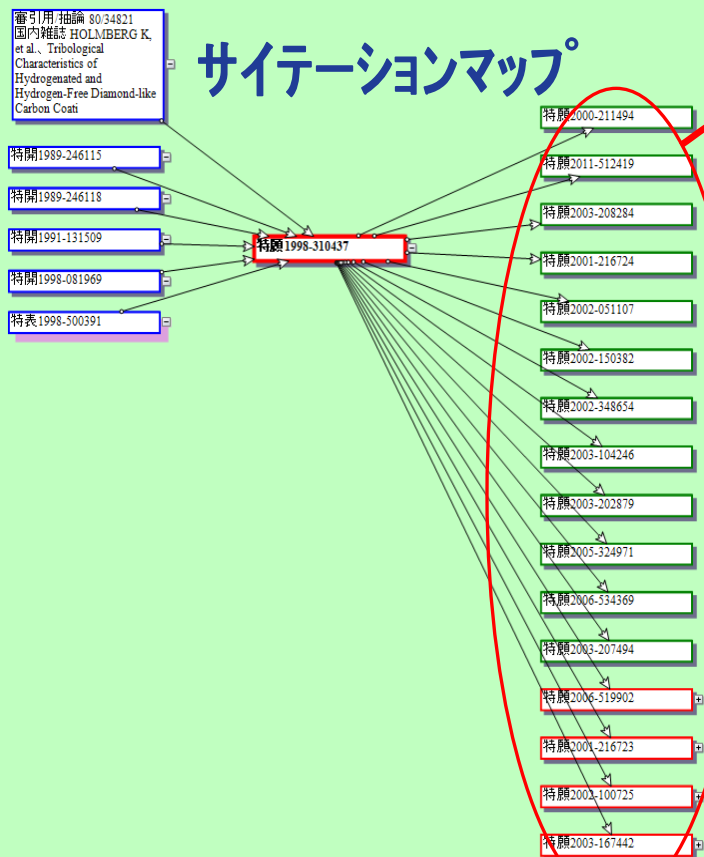 審引用/抽論 80/34821
国内雑誌 HOLMBERG K,
et al.、Tribological
Characteristics of
Hydrogenated and
Hydrogen-Free Diamond-like
Carbon Coati
サイテーションマップ
特開1989-246115
特開1989-246118
特開1991-131509
特開1998-081969
特表1998-500391
特願1998-310437
特願2000-211494
特願2011-512419
特願2003-208284
特願2001-216724
特願2002-051107
特願2002-150382
特願2002-348654
特願2003-104246
特願2003-202879
特願2005-324971
特願2006-534369
特願2003-207494
特願2006-519902
特願2001-216723
特願2002-100725
特願2003-167442